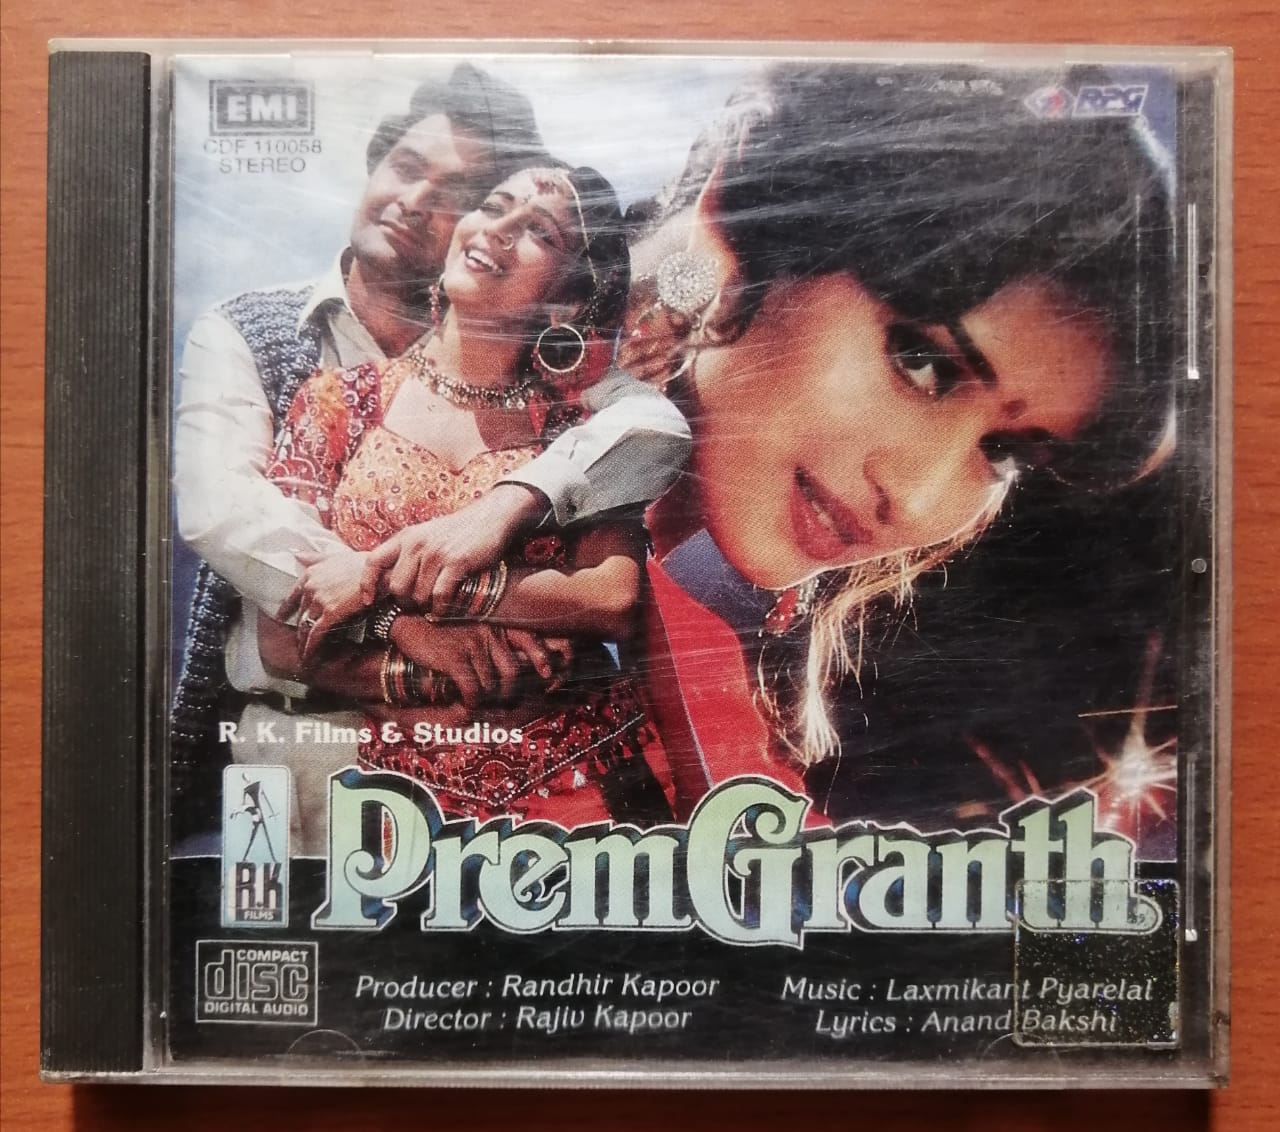 EMI
CDF 110058
STEREO
RPG
R. K. Films & Studios
R.K
FILMS
PremGranth
COMPACT
disc
DIGITAL AUDIO
Producer : Randhir Kapoor
Director : Rajiv Kapoor
Music : Laxmikant Pyarelal
Lyrics : Anand Bakshi